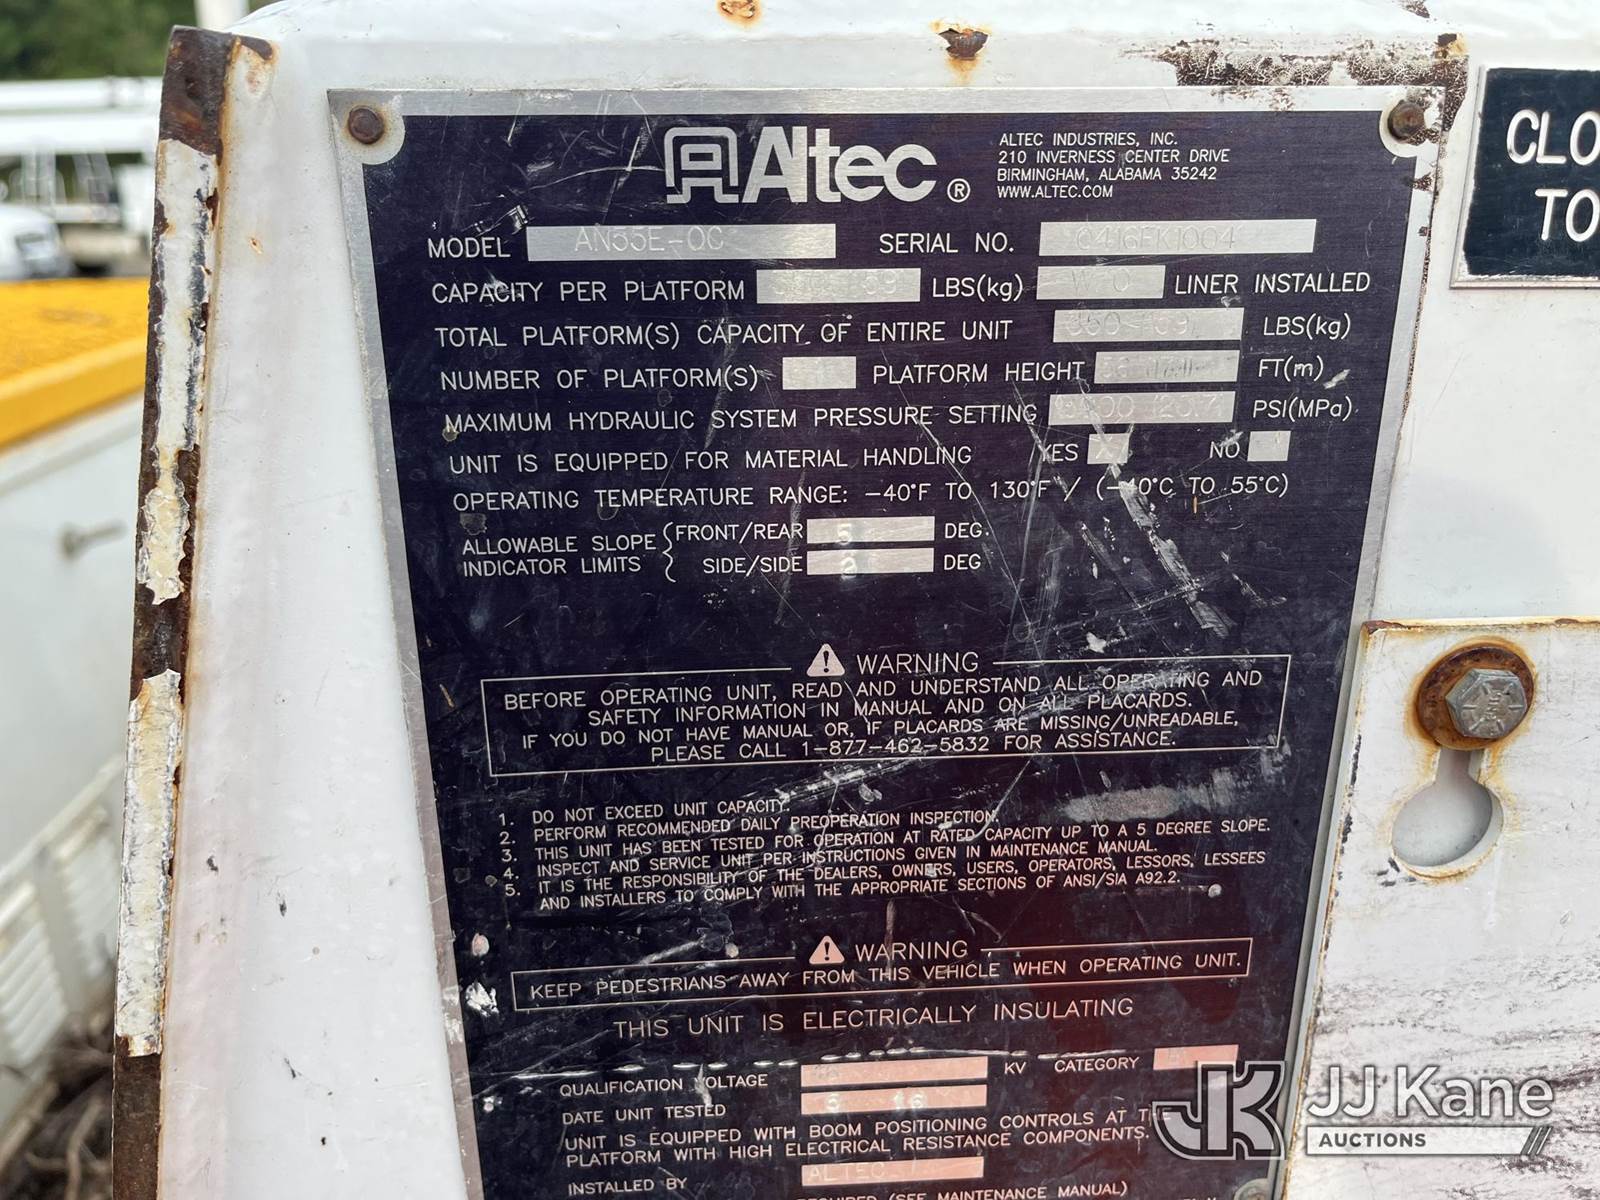 Altec®
ALTEC INDUSTRIES, INC.
210 INVERNESS CENTER DRIVE
BIRMINGHAM, ALABAMA 35242
WWW.ALTEC.COM
CLO
TO
MODEL AN55E-OC SERIAL NO.
CAPACITY PER PLATFORM LBS(kg) LINER INSTALLED
TOTAL PLATFORM(S) CAPACITY OF ENTIRE UNIT LBS(kg)
NUMBER OF PLATFORM(S) 1 PLATFORM HEIGHT FT(m)
MAXIMUM HYDRAULIC SYSTEM PRESSURE SETTING PSI(MPa)
UNIT IS EQUIPPED FOR MATERIAL HANDLING YES X NO
OPERATING TEMPERATURE RANGE: -40°F TO 130°F / (-40°C TO 55°C)
ALLOWABLE SLOPE INDICATOR LIMITS
FRONT/REAR 5 DEG.
SIDE/SIDE DEG
WARNING
BEFORE OPERATING UNIT, READ AND UNDERSTAND ALL OPERATING AND
SAFETY INFORMATION IN MANUAL AND ON ALL PLACARDS.
IF YOU DO NOT HAVE MANUAL OR, IF PLACARDS ARE MISSING/UNREADABLE,
PLEASE CALL 1-877-462-5832 FOR ASSISTANCE.
1. DO NOT EXCEED UNIT CAPACITY.
2. PERFORM RECOMMENDED DAILY PREOPERATION INSPECTION.
3. THIS UNIT HAS BEEN TESTED FOR OPERATION AT RATED CAPACITY UP TO A 5 DEGREE SLOPE.
4. INSPECT AND SERVICE UNIT PER INSTRUCTIONS GIVEN IN MAINTENANCE MANUAL.
5. IT IS THE RESPONSIBILITY OF THE DEALERS, OWNERS, USERS, OPERATORS, LESSORS, LESSEES
AND INSTALLERS TO COMPLY WITH THE APPROPRIATE SECTIONS OF ANSI/SIA A92.2.
WARNING
KEEP PEDESTRIANS AWAY FROM THIS VEHICLE WHEN OPERATING UNIT.
THIS UNIT IS ELECTRICALLY INSULATING
QUALIFICATION VOLTAGE KV CATEGORY
DATE UNIT TESTED 16
UNIT IS EQUIPPED WITH BOOM POSITIONING CONTROLS AT THE
PLATFORM WITH HIGH ELECTRICAL RESISTANCE COMPONENTS.
INSTALLED BY ALTEC
(SEE MAINTENANCE MANUAL)
JK JJ Kane
AUCTIONS